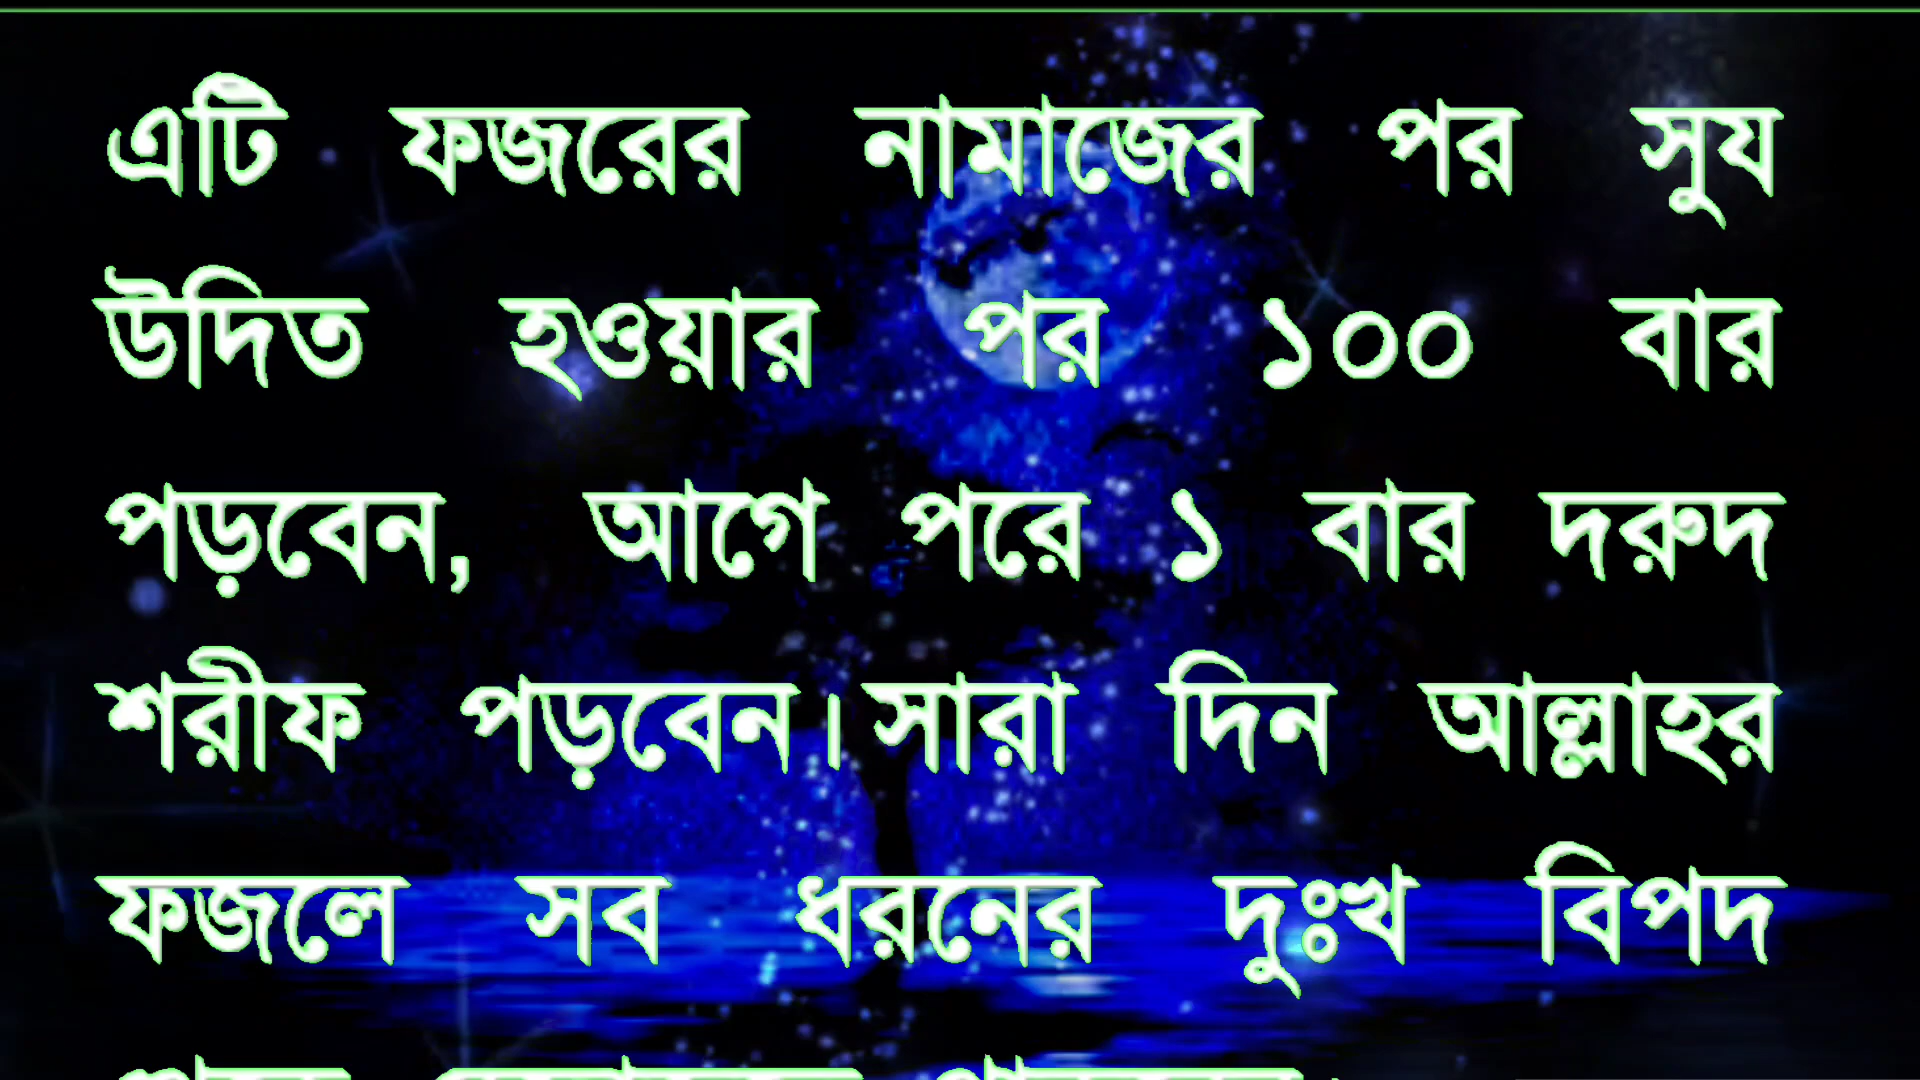 এটি ফজরের নামাজের পর সুয
উদিত হওয়ার পর ১০০ বার
পড়বেন, আগে পরে ১ বার দরুদ
শরীফ পড়বেন। সারা দিন আল্লাহর
ফজলে সব ধরনের দুঃখ বিপদ